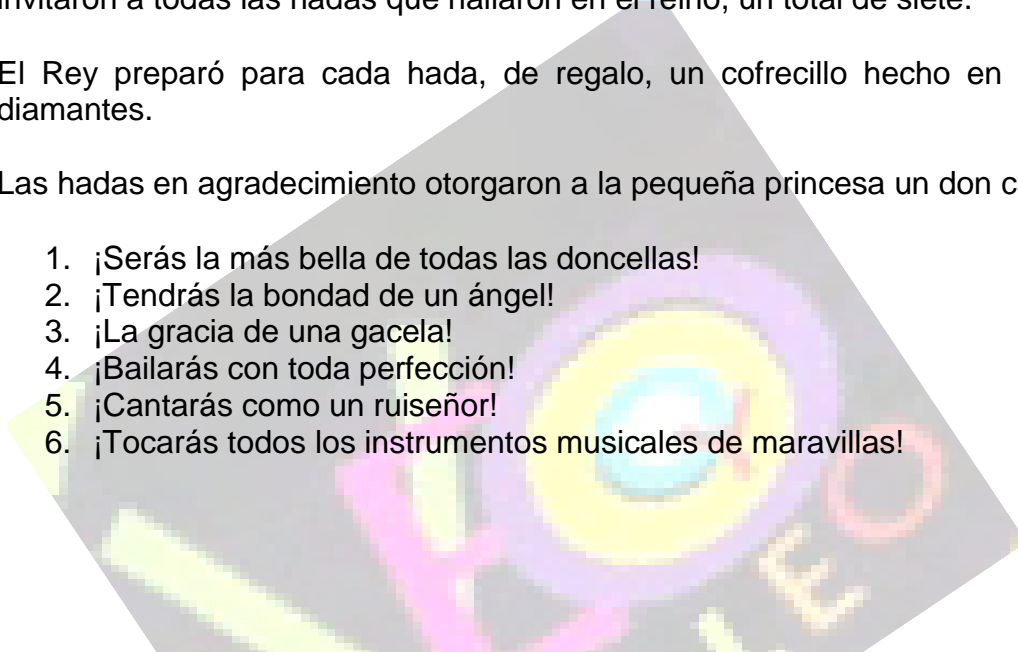 invitaron a todas las hadas que hallaron en el reino, un total de siete.
El Rey preparó para cada hada, de regalo, un cofrecillo hecho en
diamantes.
Las hadas en agradecimiento otorgaron a la pequeña princesa un don c
1. ¡Serás la más bella de todas las doncellas!
2. ¡Tendrás la bondad de un ángel!
3. ¡La gracia de una gacela!
4. ¡Bailarás con toda perfección!
5. ¡Cantarás como un ruiseñor!
6. ¡Tocarás todos los instrumentos musicales de maravillas!